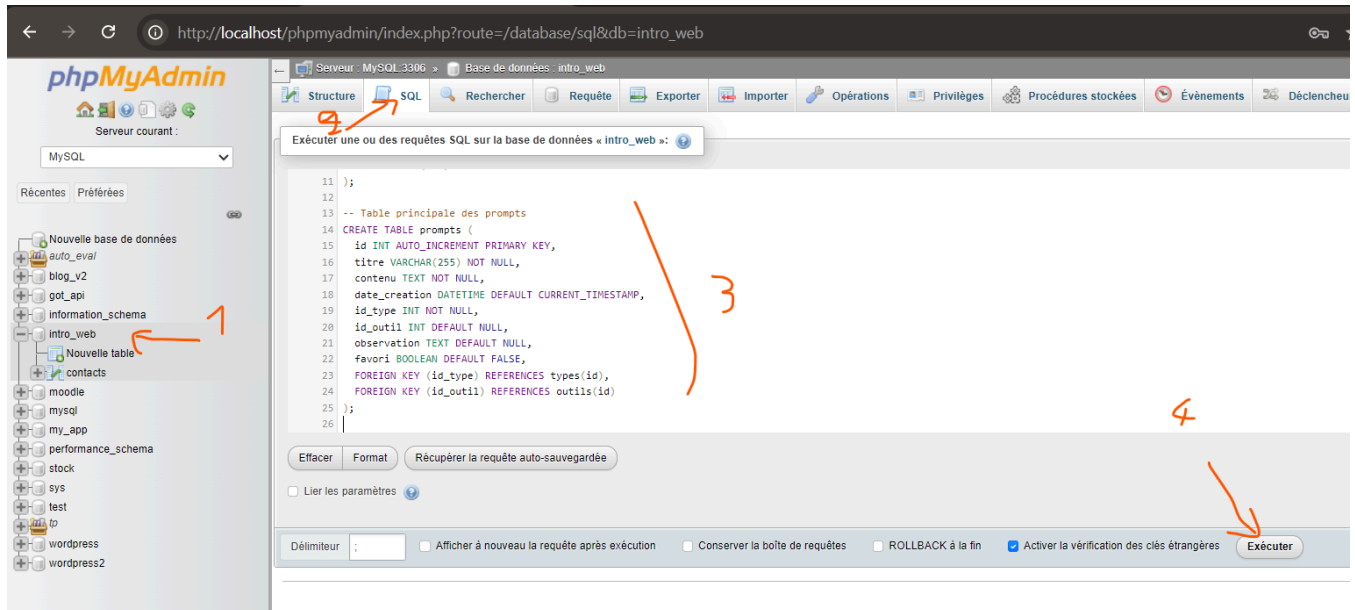 http://localhost/phpmyadmin/index.php?route=/database/sql&db=intro_web
phpMyAdmin
Serveur courant :
MySQL
Récentes Préférées
Nouvelle base de données
auto_eval
blog_v2
got_api
information_schema
intro_web
Nouvelle table
contacts
moodle
mysql
my_app
performance_schema
stock
sys
test
tp
wordpress
wordpress2
1
Serveur : MySQL:3306 » Base de données : intro_web
Structure SQL Rechercher Requête Exporter Importer Opérations Privilèges Procédures stockées Évènements Déclencheu
2
Exécuter une ou des requêtes SQL sur la base de données « intro_web »:
11 );
12
13 -- Table principale des prompts
14 CREATE TABLE prompts (
15 id INT AUTO_INCREMENT PRIMARY KEY,
16 titre VARCHAR(255) NOT NULL,
17 contenu TEXT NOT NULL,
18 date_creation DATETIME DEFAULT CURRENT_TIMESTAMP,
19 id_type INT NOT NULL,
20 id_outil INT DEFAULT NULL,
21 observation TEXT DEFAULT NULL,
22 favori BOOLEAN DEFAULT FALSE,
23 FOREIGN KEY (id_type) REFERENCES types(id),
24 FOREIGN KEY (id_outil) REFERENCES outils(id)
25 );
26
3
Effacer Format Récupérer la requête auto-sauvegardée
Lier les paramètres
4
Délimiteur ; Afficher à nouveau la requête après exécution Conserver la boîte de requêtes ROLLBACK à la fin Activer la vérification des clés étrangères Exécuter